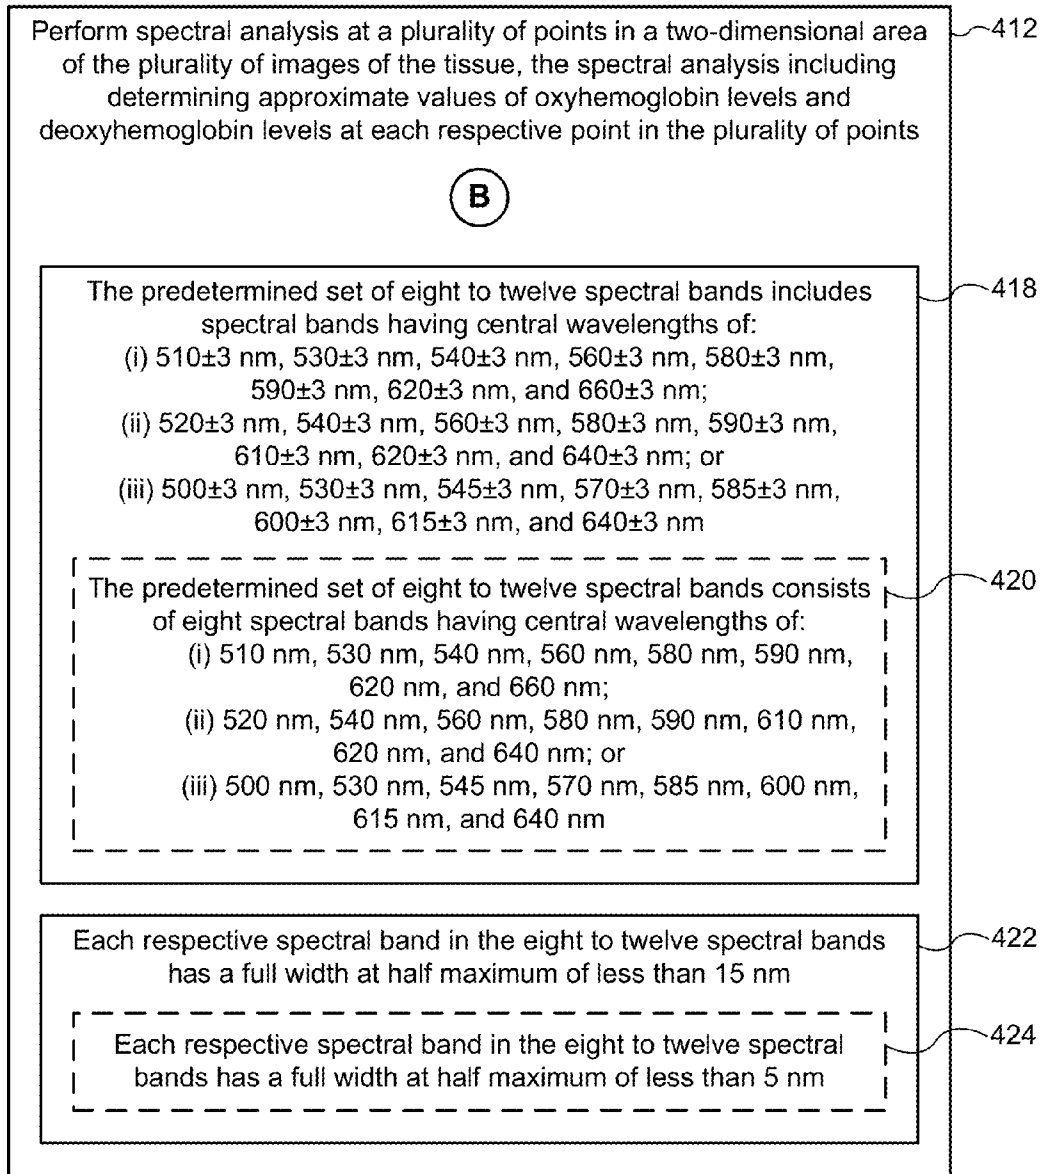 Perform spectral analysis at a plurality of points in a two-dimensional area
of the plurality of images of the tissue, the spectral analysis including
determining approximate values of oxyhemoglobin levels and
deoxyhemoglobin levels at each respective point in the plurality of points
412
B
The predetermined set of eight to twelve spectral bands includes
spectral bands having central wavelengths of:
(i) 510±3 nm, 530±3 nm, 540±3 nm, 560±3 nm, 580±3 nm,
590±3 nm, 620±3 nm, and 660±3 nm;
(ii) 520±3 nm, 540±3 nm, 560±3 nm, 580±3 nm, 590±3 nm,
610±3 nm, 620±3 nm, and 640±3 nm; or
(iii) 500±3 nm, 530±3 nm, 545±3 nm, 570±3 nm, 585±3 nm,
600±3 nm, 615±3 nm, and 640±3 nm
418
The predetermined set of eight to twelve spectral bands consists
of eight spectral bands having central wavelengths of:
(i) 510 nm, 530 nm, 540 nm, 560 nm, 580 nm, 590 nm,
620 nm, and 660 nm;
(ii) 520 nm, 540 nm, 560 nm, 580 nm, 590 nm, 610 nm,
620 nm, and 640 nm; or
(iii) 500 nm, 530 nm, 545 nm, 570 nm, 585 nm, 600 nm,
615 nm, and 640 nm
420
Each respective spectral band in the eight to twelve spectral bands
has a full width at half maximum of less than 15 nm
422
Each respective spectral band in the eight to twelve spectral
bands has a full width at half maximum of less than 5 nm
424